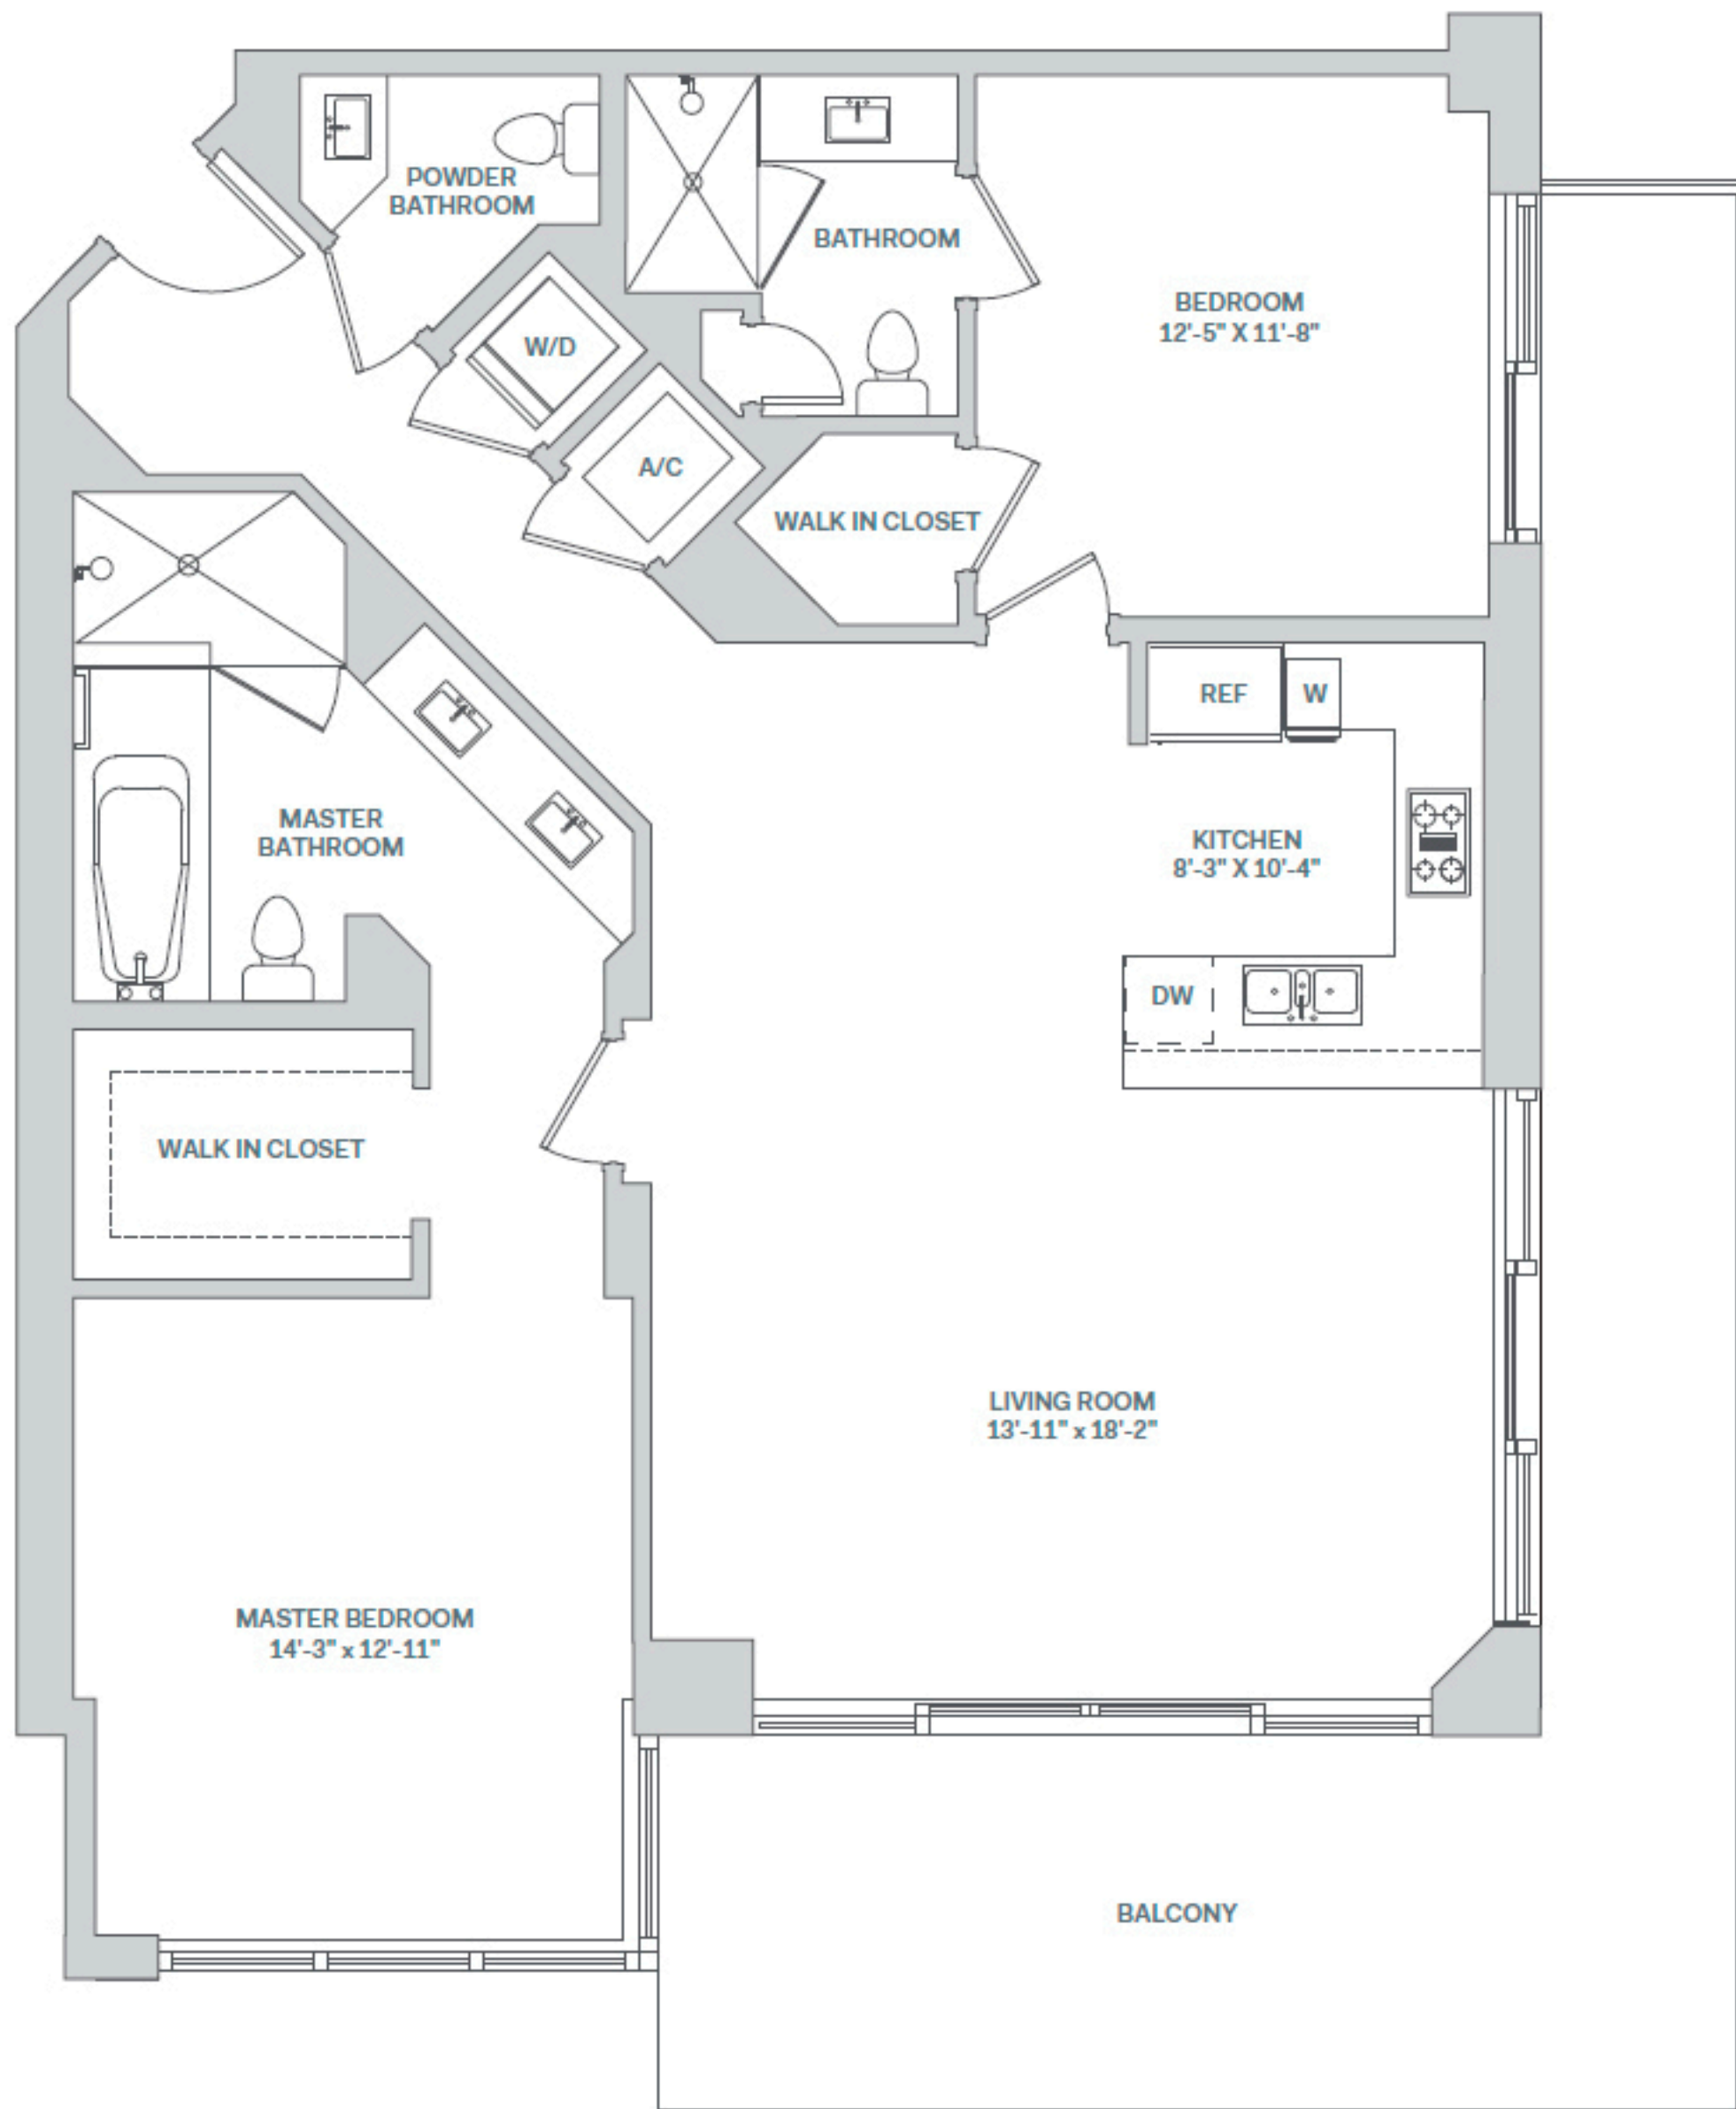 POWDER
BATHROOM
BATHROOM
BEDROOM
12'-5" X 11'-8"
W/D
A/C
WALK IN CLOSET
REF
W
MASTER
BATHROOM
KITCHEN
8'-3" X 10'-4"
DW
WALK IN CLOSET
LIVING ROOM
13'-11" x 18'-2"
MASTER BEDROOM
14'-3" x 12'-11"
BALCONY